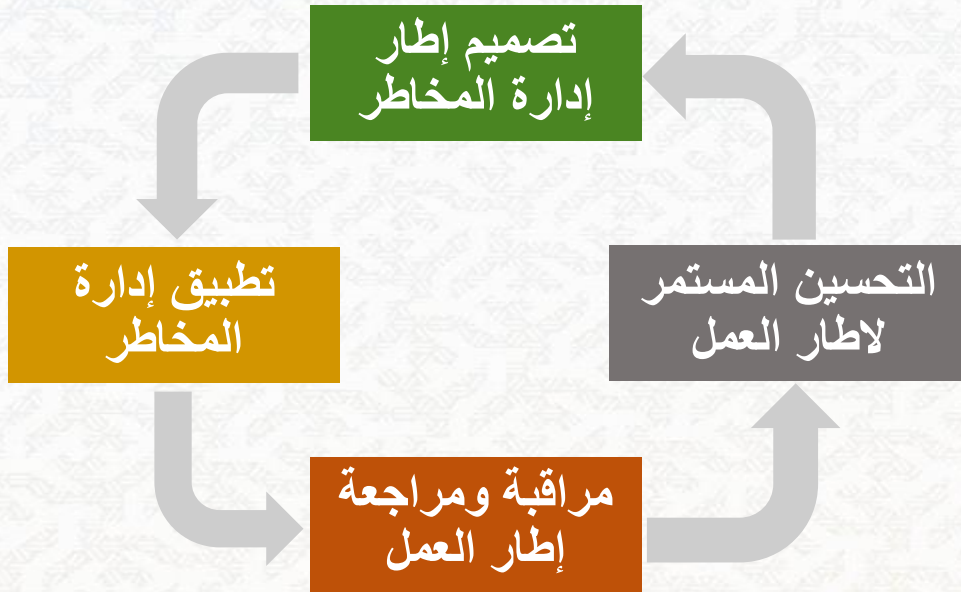 تصميم إطار
إدارة المخاطر
تطبيق إدارة
المخاطر
مراقبة ومراجعة
إطار العمل
التحسين المستمر
لاطار العمل